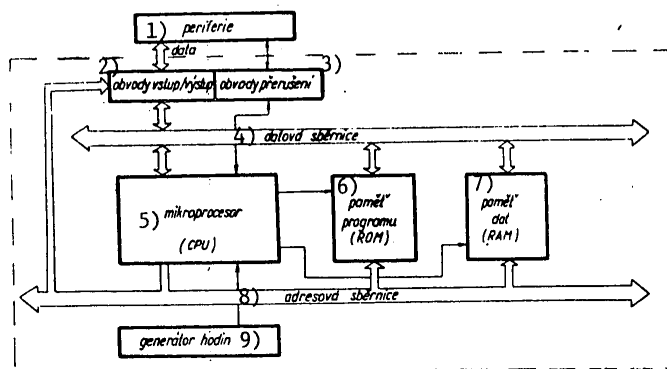 1) periferie
data
2) 3)
obvody vstup/výstup obvody přerušení
4) datová sběrnice
5) mikroprocesor
(CPU)
6) paměť
programu
(ROM)
7) paměť
dat
(RAM)
8) adresová sběrnice
generátor hodin 9)